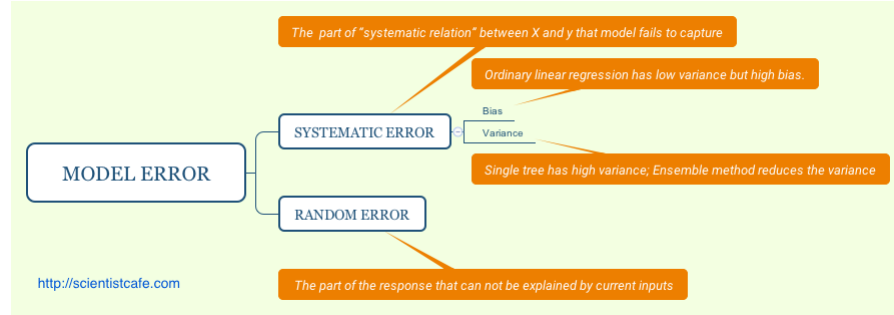 The part of "systematic relation" between X and y that model fails to capture
Ordinary linear regression has low variance but high bias.
Bias
SYSTEMATIC ERROR
Variance
MODEL ERROR
Single tree has high variance; Ensemble method reduces the variance
RANDOM ERROR
http://scientistcafe.com
The part of the response that can not be explained by current inputs